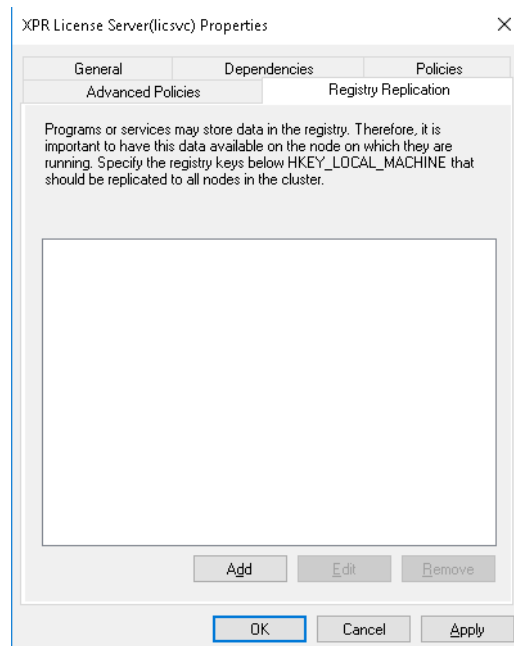 XPR License Server(licsvc) Properties
General Dependencies Policies
Advanced Policies Registry Replication
Programs or services may store data in the registry. Therefore, it is
important to have this data available on the node on which they are
running. Specify the registry keys below HKEY_LOCAL_MACHINE that
should be replicated to all nodes in the cluster.
Add Edit Remove
OK Cancel Apply